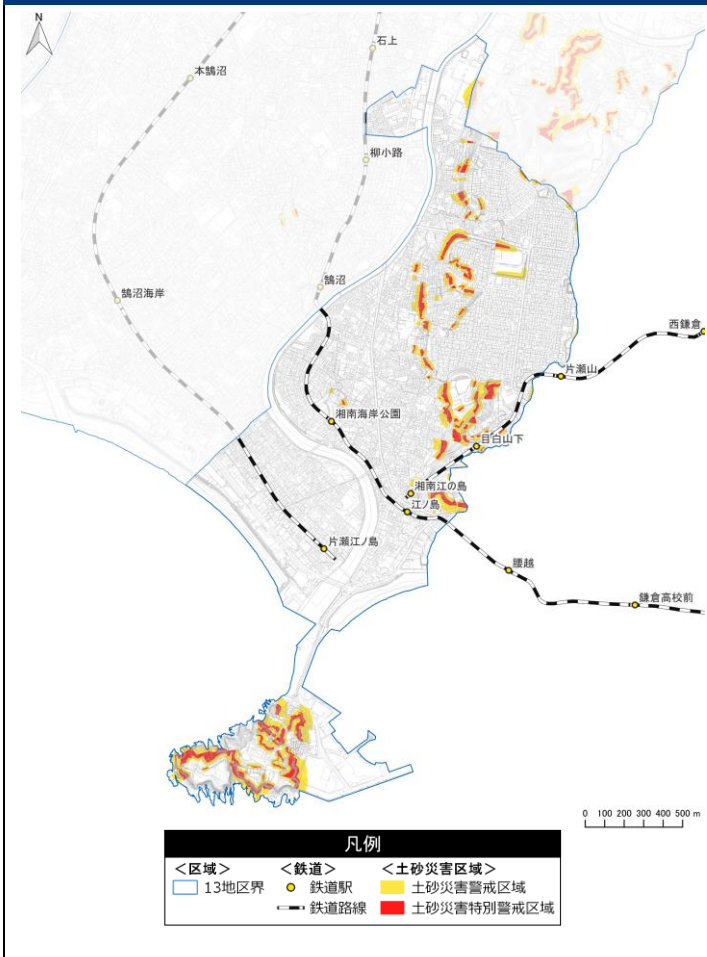 N
石上
本鵠沼
柳小路
鵠沼
鵠沼海岸
西鎌倉
片瀬山
湘南海岸公園
目白山下
湘南江の島
江ノ島
片瀬江ノ島
腰越
鎌倉高校前
0 100 200 300 400 500 m
凡例
＜区域＞ ＜鉄道＞ ＜土砂災害区域＞
13地区界 鉄道駅 土砂災害警戒区域
鉄道路線 土砂災害特別警戒区域